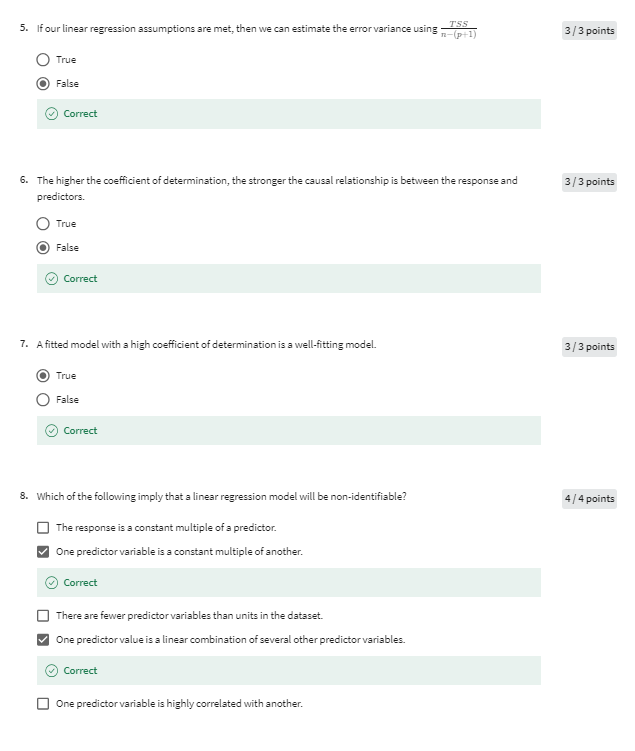 5. If our linear regression assumptions are met, then we can estimate the error variance using TSS/n−(p+1)
3 / 3 points
True
False
Correct
6. The higher the coefficient of determination, the stronger the causal relationship is between the response and
predictors.
3 / 3 points
True
False
Correct
7. A fitted model with a high coefficient of determination is a well-fitting model.
3 / 3 points
True
False
Correct
8. Which of the following imply that a linear regression model will be non-identifiable?
4 / 4 points
The response is a constant multiple of a predictor.
One predictor variable is a constant multiple of another.
Correct
There are fewer predictor variables than units in the dataset.
One predictor value is a linear combination of several other predictor variables.
Correct
One predictor variable is highly correlated with another.